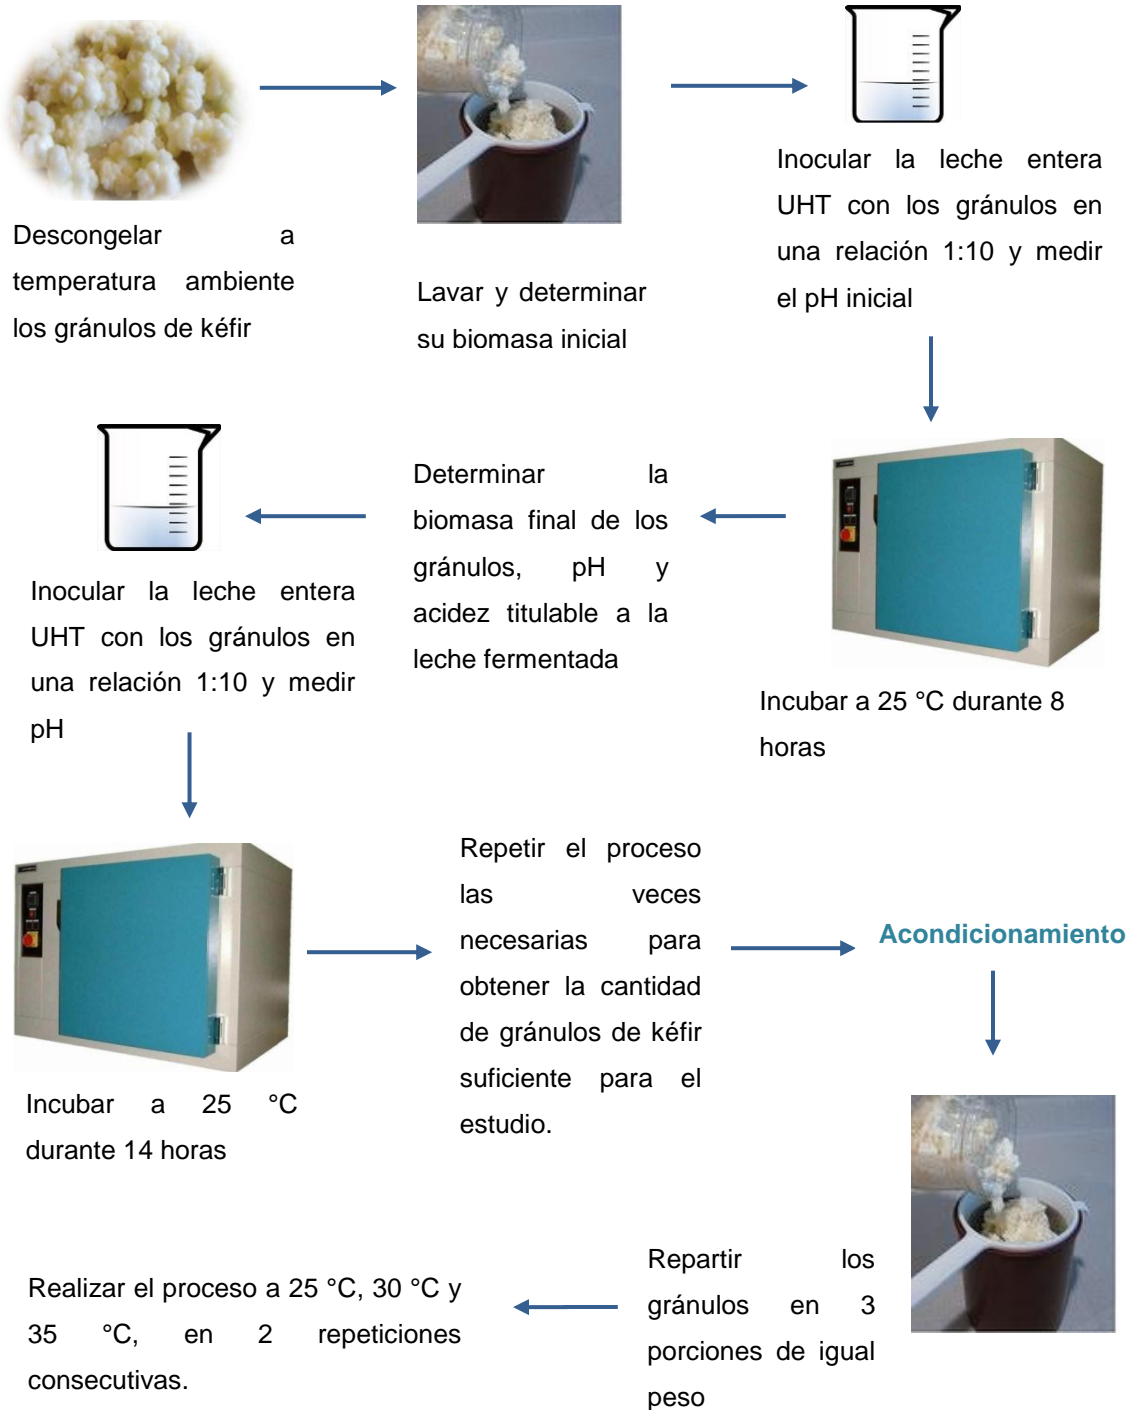 Descongelar a
temperatura ambiente
los gránulos de kéfir
Lavar y determinar
su biomasa inicial
Inocular la leche entera
UHT con los gránulos en
una relación 1:10 y medir
el pH inicial
Incubar a 25 °C durante 8
horas
Determinar la
biomasa final de los
gránulos, pH y
acidez titulable a la
leche fermentada
Inocular la leche entera
UHT con los gránulos en
una relación 1:10 y medir
pH
Incubar a 25 °C
durante 14 horas
Repetir el proceso
las veces
necesarias para
obtener la cantidad
de gránulos de kéfir
suficiente para el
estudio.
Acondicionamiento
Repartir los
gránulos en 3
porciones de igual
peso
Realizar el proceso a 25 °C, 30 °C y
35 °C, en 2 repeticiones
consecutivas.